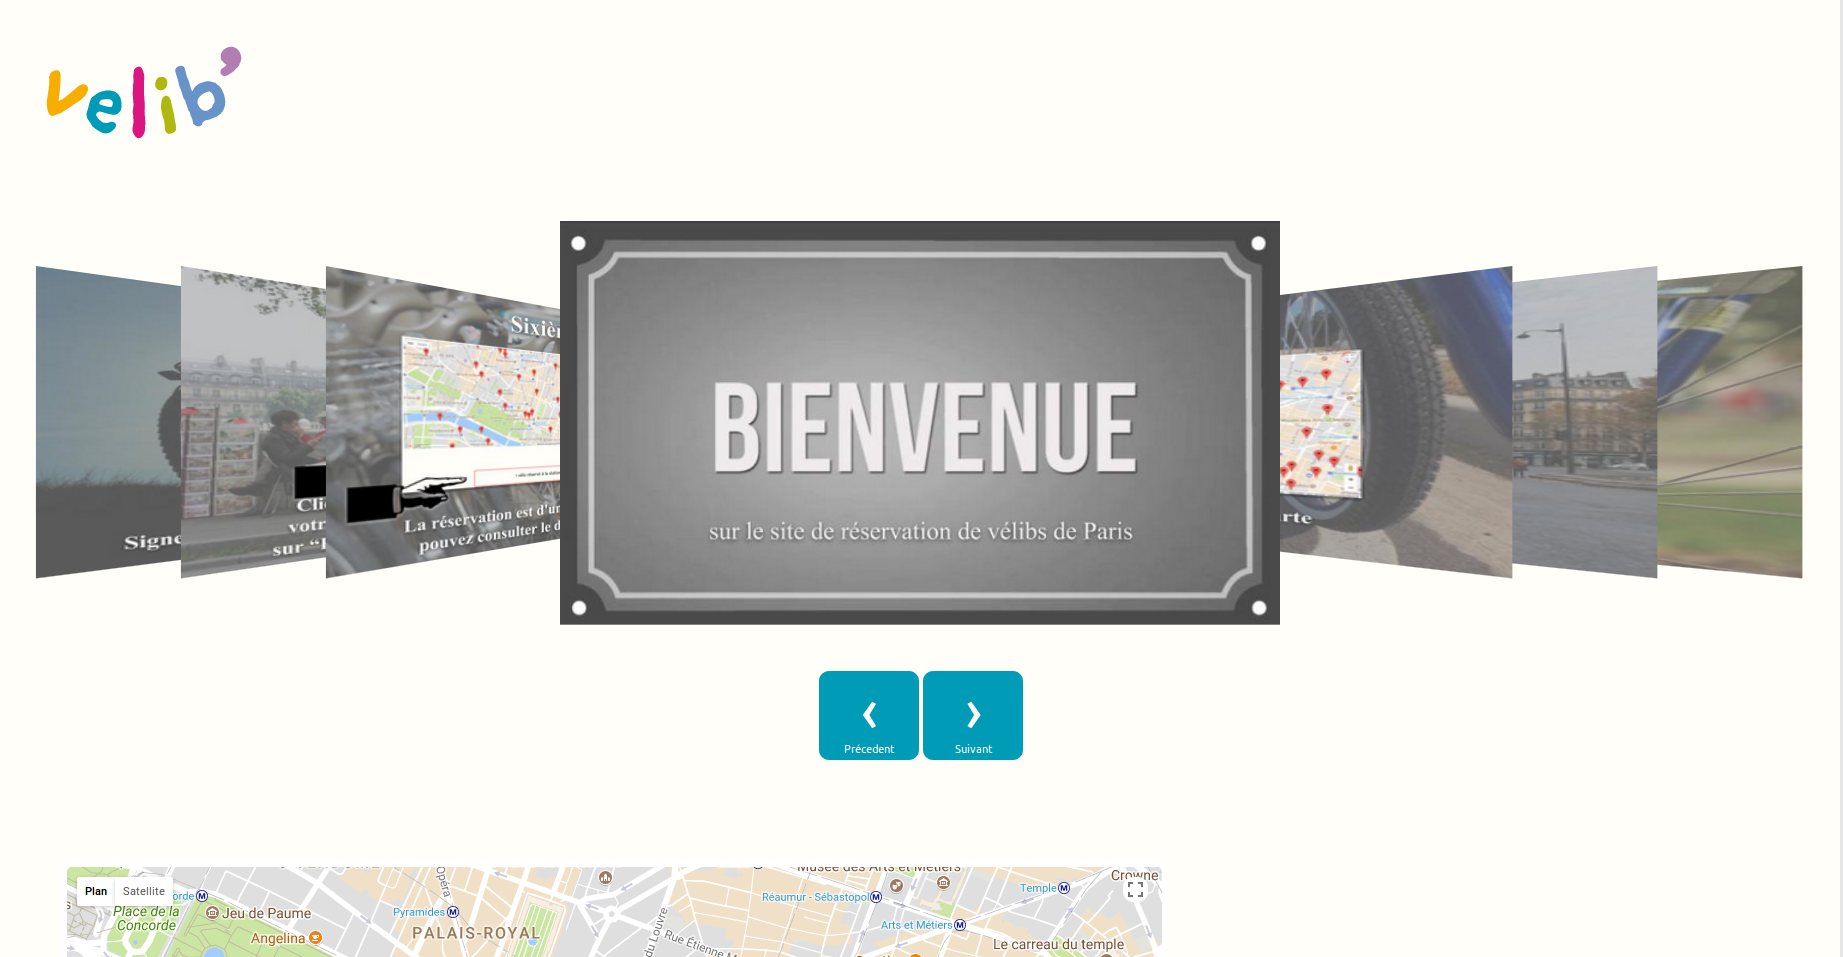 velib'
Sixiè
BIENVENUE
sur le site de réservation de vélibs de Paris
La réservation est d'un
pouvez consulter le d
Cli
votr
sur "
Signe
rte
‹
Précedent
›
Suivant
Plan
Satellite
orde
Place de la
Concorde
Jeu de Paume
Angelina
Pyramides
PALAIS-ROYAL
Opéra
du Louvre
Rue Étienne M
Musée des Arts et Métiers
Réaumur - Sébastopol
Arts et Métiers
Temple
Crowne
Le carreau du temple